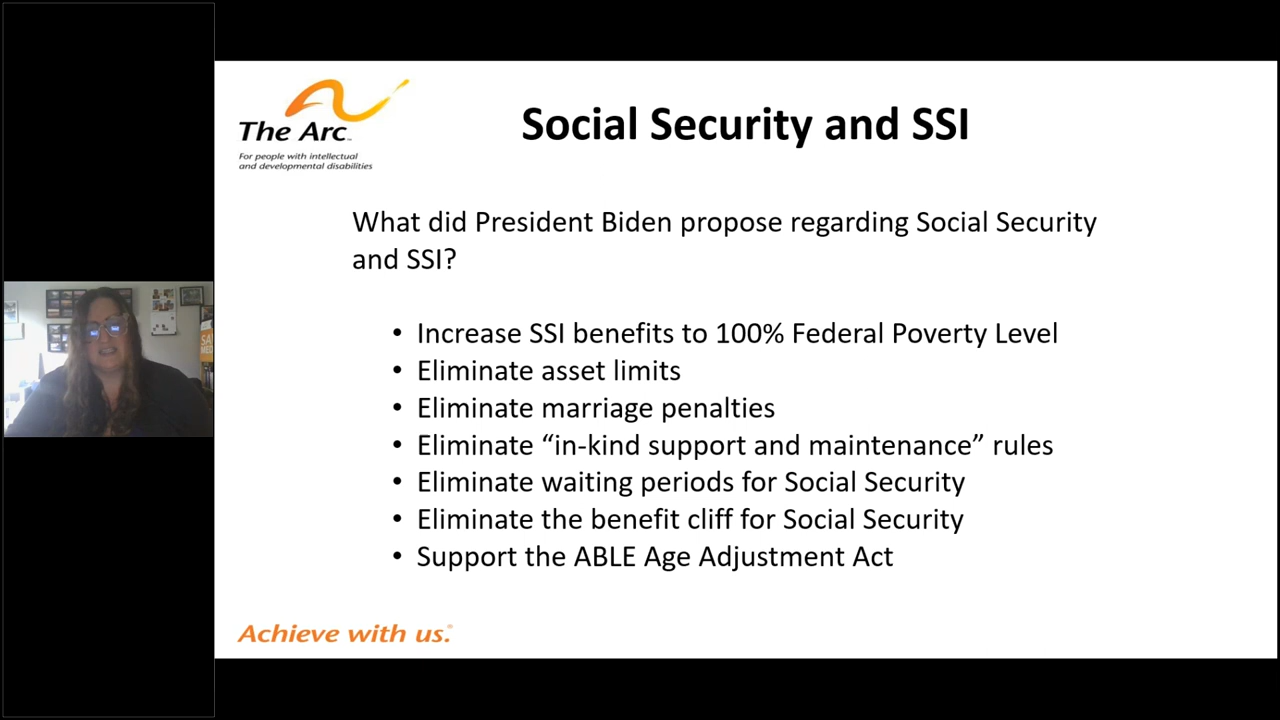 The Arc™
For people with intellectual
and developmental disabilities
Social Security and SSI
What did President Biden propose regarding Social Security
and SSI?
• Increase SSI benefits to 100% Federal Poverty Level
• Eliminate asset limits
• Eliminate marriage penalties
• Eliminate “in-kind support and maintenance” rules
• Eliminate waiting periods for Social Security
• Eliminate the benefit cliff for Social Security
• Support the ABLE Age Adjustment Act
Achieve with us.®